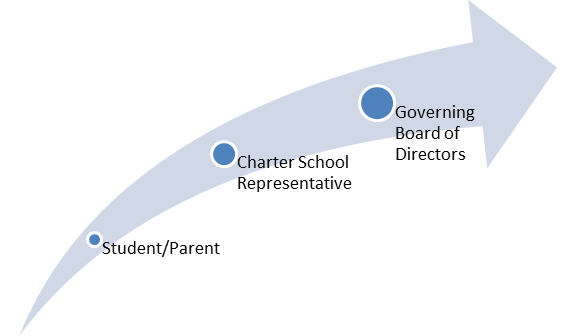 Governing
Board of
Directors
Charter School
Representative
Student/Parent